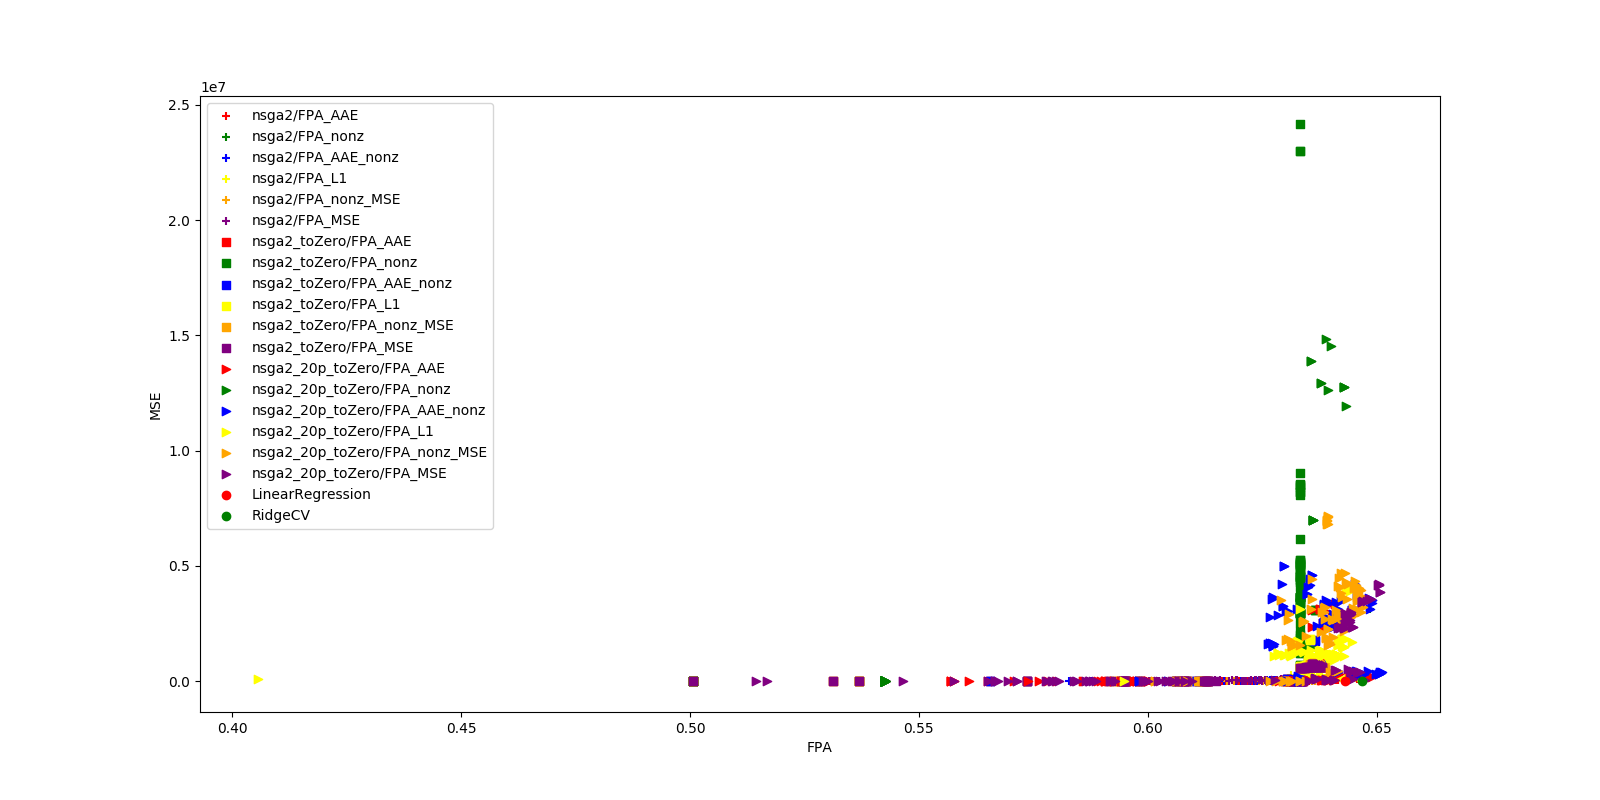 1e7
2.5
2.0
1.5
1.0
0.5
0.0
MSE
nsga2/FPA_AAE
nsga2/FPA_nonz
nsga2/FPA_AAE_nonz
nsga2/FPA_L1
nsga2/FPA_nonz_MSE
nsga2/FPA_MSE
nsga2_toZero/FPA_AAE
nsga2_toZero/FPA_nonz
nsga2_toZero/FPA_AAE_nonz
nsga2_toZero/FPA_L1
nsga2_toZero/FPA_nonz_MSE
nsga2_toZero/FPA_MSE
nsga2_20p_toZero/FPA_AAE
nsga2_20p_toZero/FPA_nonz
nsga2_20p_toZero/FPA_AAE_nonz
nsga2_20p_toZero/FPA_L1
nsga2_20p_toZero/FPA_nonz_MSE
nsga2_20p_toZero/FPA_MSE
LinearRegression
RidgeCV
0.40 0.45 0.50 0.55 0.60 0.65
FPA